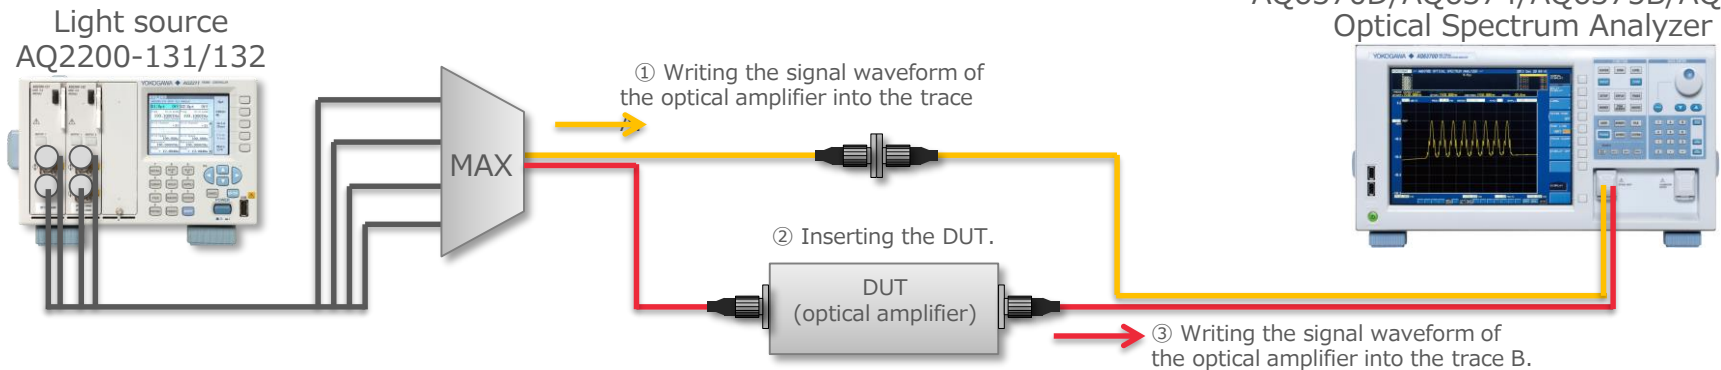 Light source
AQ2200-131/132
① Writing the signal waveform of
the optical amplifier into the trace
MAX
② Inserting the DUT.
DUT
(optical amplifier)
③ Writing the signal waveform of
the optical amplifier into the trace B.
Optical Spectrum Analyzer
YOKOGAWA
YOKOGAWA